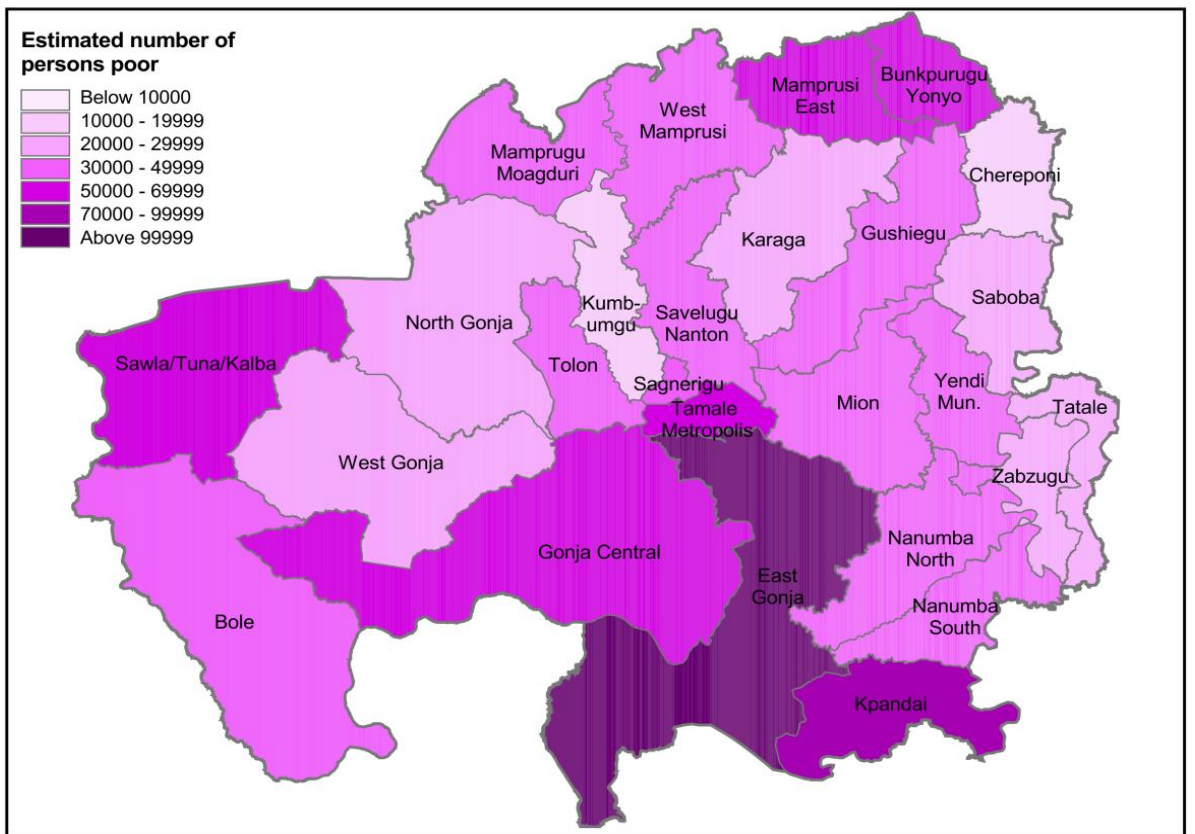 Estimated number of
persons poor
Below 10000
10000 - 19999
20000 - 29999
30000 - 49999
50000 - 69999
70000 - 99999
Above 99999
Bunkpurugu
Yonyo
Mamprusi
East
West
Mamprusi
Mamprugu
Moagduri
Chereponi
Karaga
Gushiegu
Saboba
Kumb-
umgu
Savelugu
Nanton
North Gonja
Sawla/Tuna/Kalba
Tolon
Sagnerigu
Yendi
Mun.
Mion
Tatale
Tamale
Metropolis
West Gonja
Zabzugu
Nanumba
North
Gonja Central
East
Gonja
Nanumba
South
Bole
Kpandai